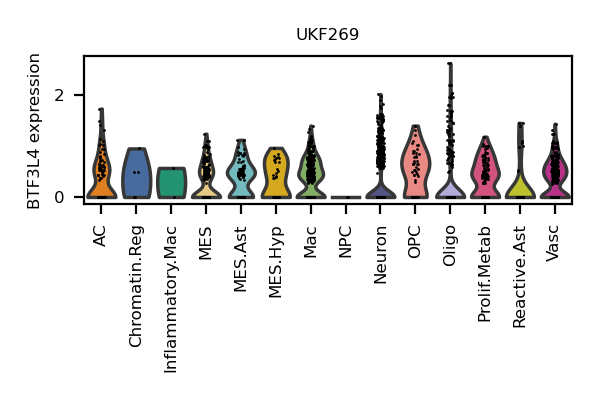 UKF269
BTF3L4 expression
2
0
AC
Chromatin.Reg
Inflammatory.Mac
MES
MES.Ast
MES.Hyp
Mac
NPC
Neuron
OPC
Oligo
Prolif.Metab
Reactive.Ast
Vasc